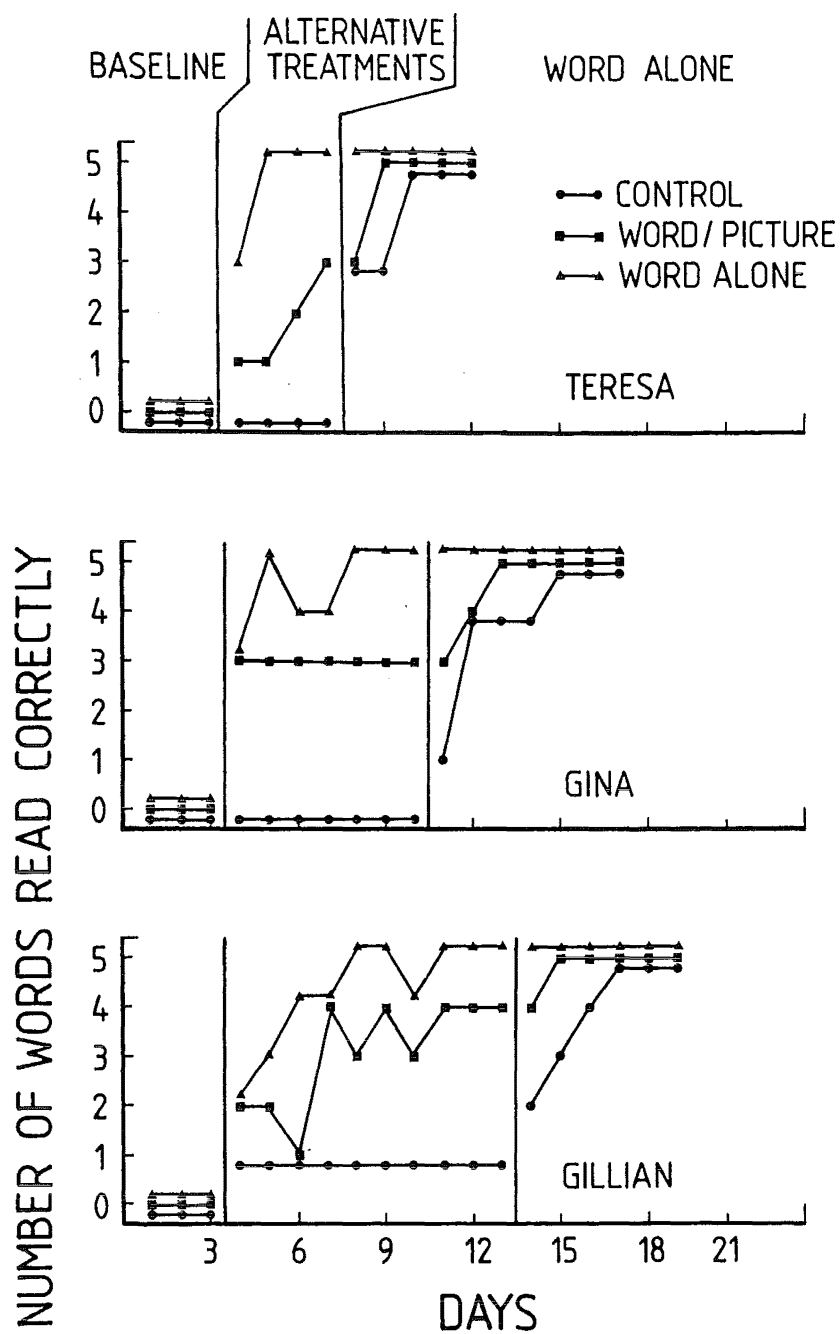 BASELINE
ALTERNATIVE
TREATMENTS
WORD ALONE
5
4
3
2
1
0
CONTROL
WORD/PICTURE
WORD ALONE
TERESA
5
4
3
2
1
0
GINA
5
4
3
2
1
0
GILLIAN
3 6 9 12 15 18 21
DAYS
NUMBER OF WORDS READ CORRECTLY